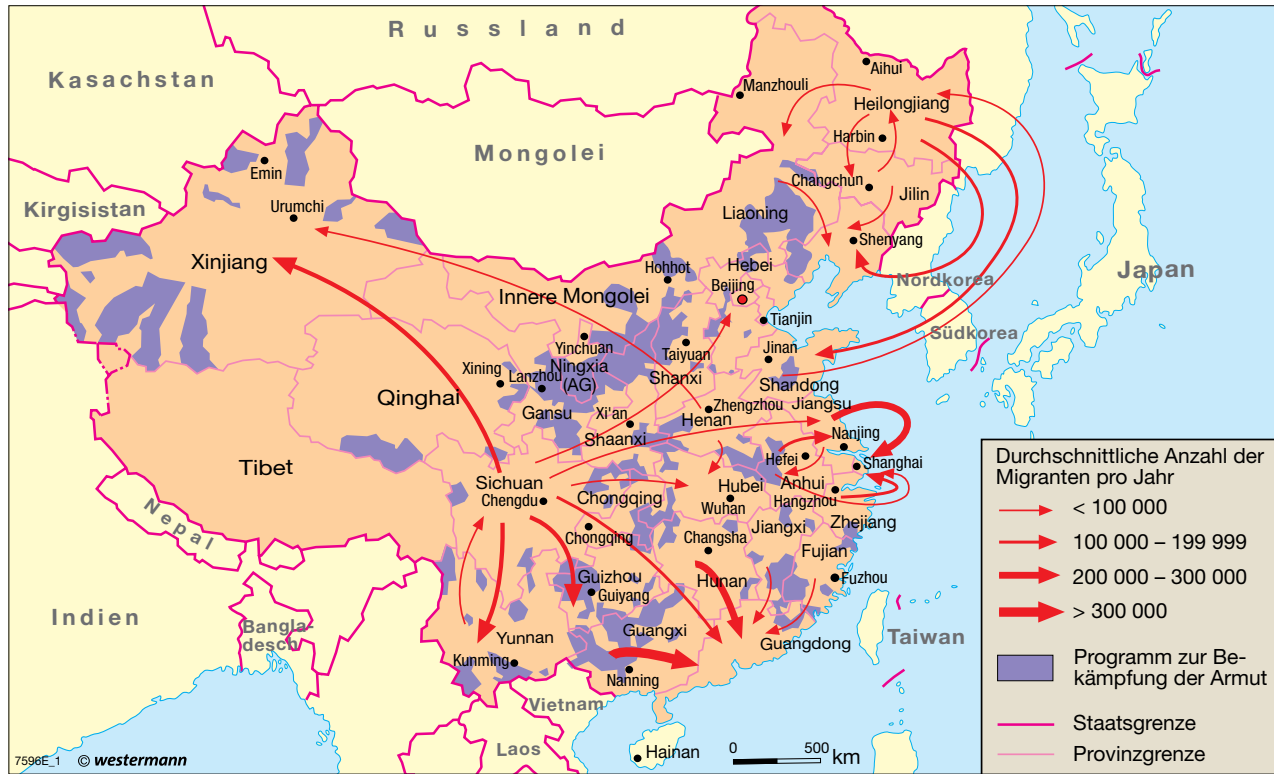 Russland
Kasachstan
Aihui
Manzhouli
Heilongjiang
Harbin
Mongolei
Emin
Changchun
Kirgisistan
Urumchi
Jilin
Liaoning
Shenyang
Xinjiang
Hohhot
Hebei
Japan
Beijing
Nordkorea
Innere Mongolei
Tianjin
Südkorea
Yinchuan
Taiyuan
Jinan
Xining
Lanzhou
Ningxia
(AG)
Shanxi
Shandong
Qinghai
Gansu
Xi'an
Henan
Zhengzhou
Jiangsu
Shaanxi
Nanjing
Tibet
Hefei
Shanghai
Sichuan
Chengdu
Chongqing
Hubei
Wuhan
Anhui
Hangzhou
Nepal
Chongqing
Changsha
Jiangxi
Zhejiang
Fujian
Guizhou
Guiyang
Hunan
Fuzhou
Indien
Bangla-
desch
Yunnan
Guangxi
Guangdong
Taiwan
Kunming
Nanning
Vietnam
Laos
Hainan
0 500 km
7596E_1 © westermann
Durchschnittliche Anzahl der
Migranten pro Jahr
< 100 000
100 000 – 199 999
200 000 – 300 000
> 300 000
Programm zur Be-
kämpfung der Armut
Staatsgrenze
Provinzgrenze